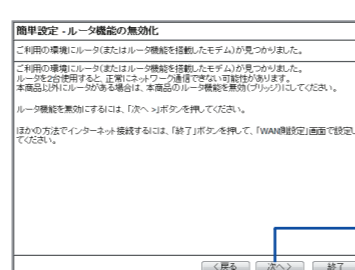 簡単設定 - ルータ機能の無効化
ご利用の環境にルータ(またはルータ機能を搭載したモデム)が見つかりました。
ご利用の環境にルータ(またはルータ機能を搭載したモデム)が見つかりました。
ルータを2台使用すると、正常にネットワーク通信できない可能性があります。
本商品以外にルータがある場合は、本商品のルータ機能を無効(ブリッジ)にしてください。
ルータ機能を無効にするには、「次へ >」ボタンを押してください。
ほかの方法でインターネット接続するには、「終了」ボタンを押して、「WAN側設定」画面で設定し
てください。
<戻る 次へ> 終了